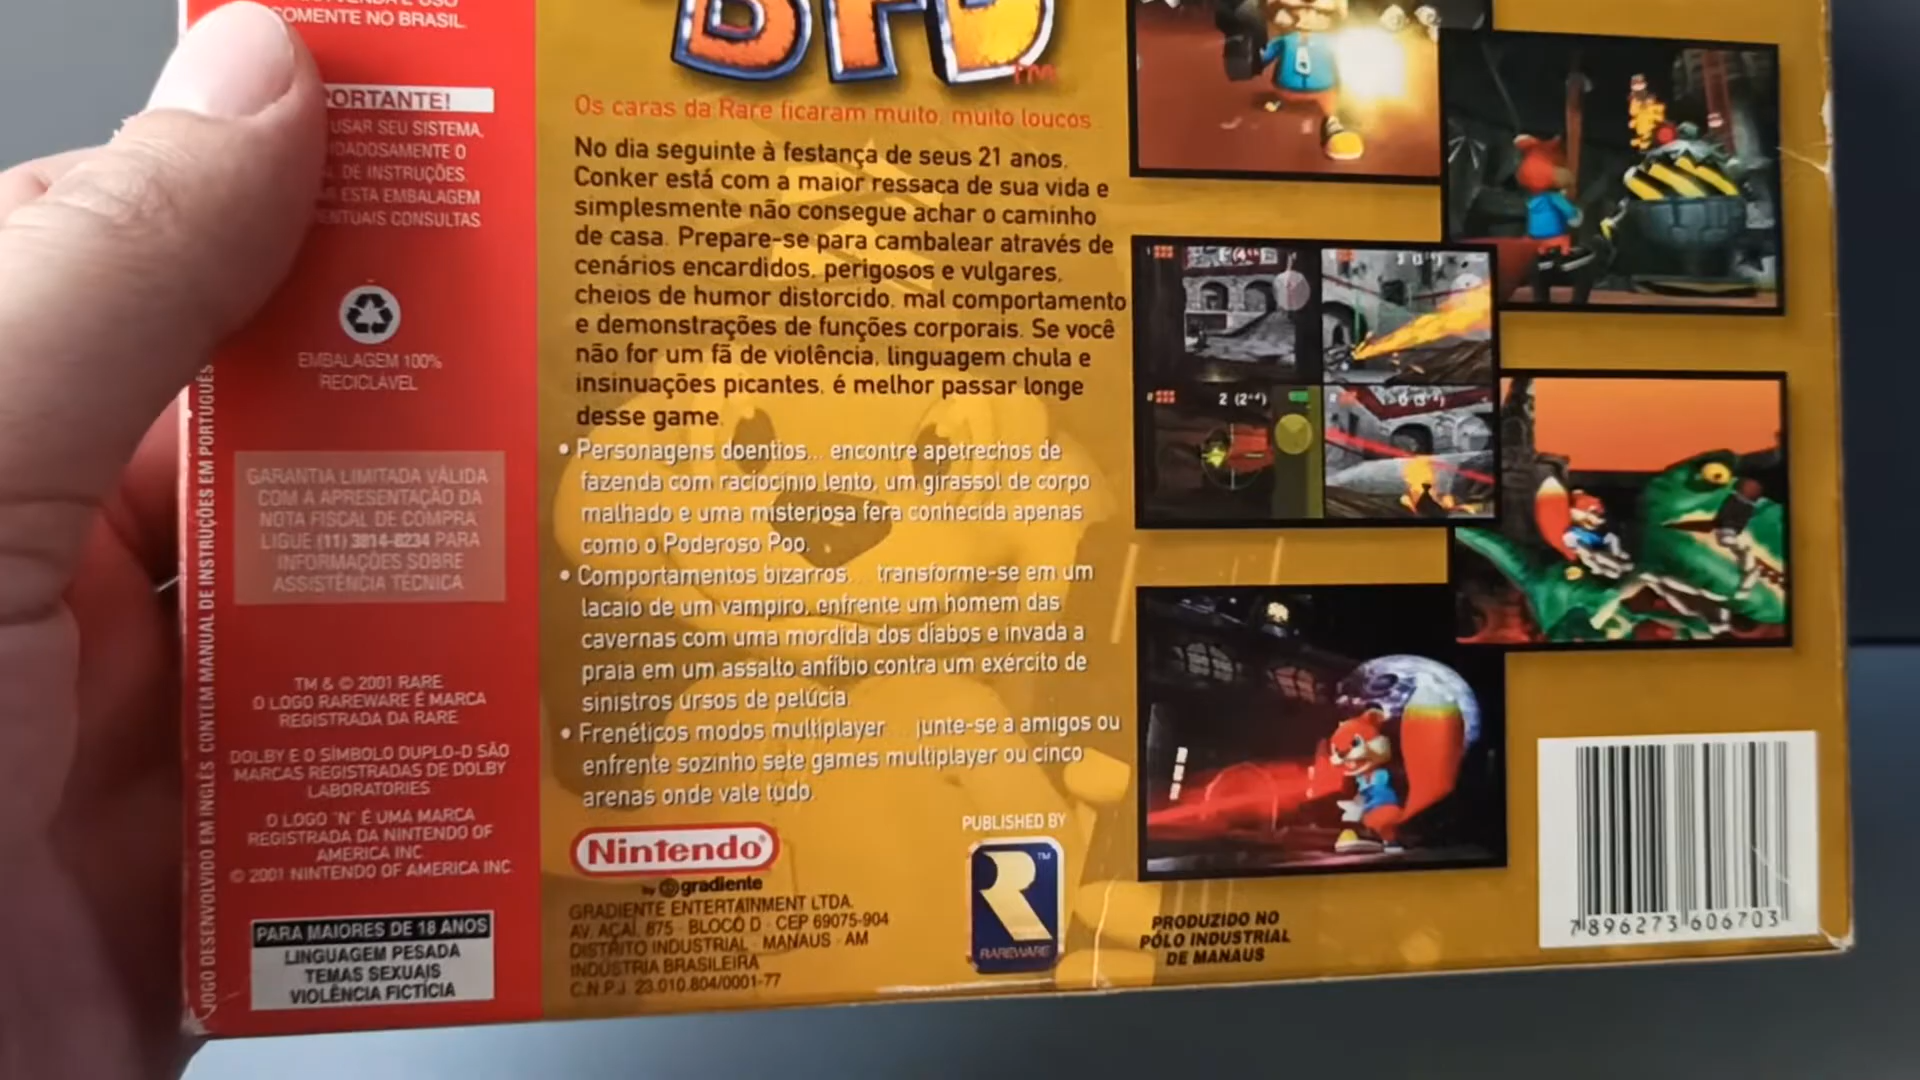 COMENTE NO BRASIL.
PORTANTE!
USAR SEU SISTEMA,
IDADOSAMENTE O
DE INSTRUÇÕES.
ESTA EMBALAGEM
ENTUAIS CONSULTAS.
EMBALAGEM 100%
RECICLÁVEL
GARANTIA LIMITADA VÁLIDA
COM A APRESENTAÇÃO DA
NOTA FISCAL DE COMPRA
LIGUE (11) 3814-8234 PARA
INFORMAÇÕES SOBRE
ASSISTÊNCIA TÉCNICA
TM & © 2001 RARE
O LOGO RAREWARE É MARCA
REGISTRADA DA RARE
DOLBY E O SÍMBOLO DUPLO-D SÃO
MARCAS REGISTRADAS DE DOLBY
LABORATORIES
O LOGO "N" É UMA MARCA
REGISTRADA DA NINTENDO OF
AMERICA INC
© 2001 NINTENDO OF AMERICA INC
PARA MAIORES DE 18 ANOS
LINGUAGEM PESADA
TEMAS SEXUAIS
VIOLÊNCIA FICTÍCIA
JOGO DESENVOLVIDO EM INGLÊS CONTÉM MANUAL DE INSTRUÇÕES EM PORTUGUÊS
BFD™
Os caras da Rare ficaram muito, muito loucos
No dia seguinte à festança de seus 21 anos,
Conker está com a maior ressaca de sua vida e
simplesmente não consegue achar o caminho
de casa. Prepare-se para cambalear através de
cenários encardidos, perigosos e vulgares,
cheios de humor distorcido, mal comportamento
e demonstrações de funções corporais. Se você
não for um fã de violência, linguagem chula e
insinuações picantes, é melhor passar longe
desse game.
• Personagens doentios... encontre apetrechos de
fazenda com raciocínio lento, um girassol de corpo
malhado e uma misteriosa fera conhecida apenas
como o Poderoso Poo.
• Comportamentos bizarros... transforme-se em um
lacaio de um vampiro, enfrente um homem das
cavernas com uma mordida dos diabos e invada a
praia em um assalto anfíbio contra um exército de
sinistros ursos de pelúcia
• Frenéticos modos multiplayer... junte-se a amigos ou
enfrente sozinho sete games multiplayer ou cinco
arenas onde vale tudo.
Nintendo®
by gradiente
GRADIENTE ENTERTAINMENT LTDA.
AV. AÇAÍ, 875 - BLOCO D - CEP 69075-904
DISTRITO INDUSTRIAL - MANAUS - AM
INDÚSTRIA BRASILEIRA
C.N.P.J. 23.010.804/0001-77
PUBLISHED BY
R™
RAREWARE
PRODUZIDO NO
PÓLO INDUSTRIAL
DE MANAUS
2 (2nd)
7 896273 606703